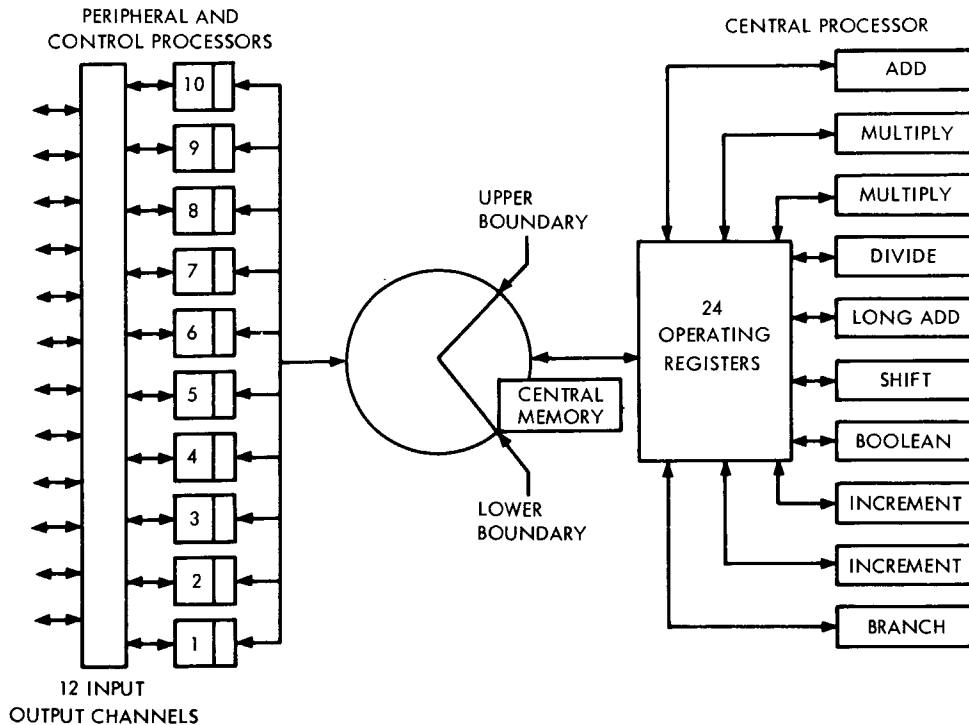 PERIPHERAL AND
CONTROL PROCESSORS
10
9
8
7
6
5
4
3
2
1
12 INPUT
OUTPUT CHANNELS
UPPER
BOUNDARY
CENTRAL
MEMORY
LOWER
BOUNDARY
24
OPERATING
REGISTERS
CENTRAL PROCESSOR
ADD
MULTIPLY
MULTIPLY
DIVIDE
LONG ADD
SHIFT
BOOLEAN
INCREMENT
INCREMENT
BRANCH